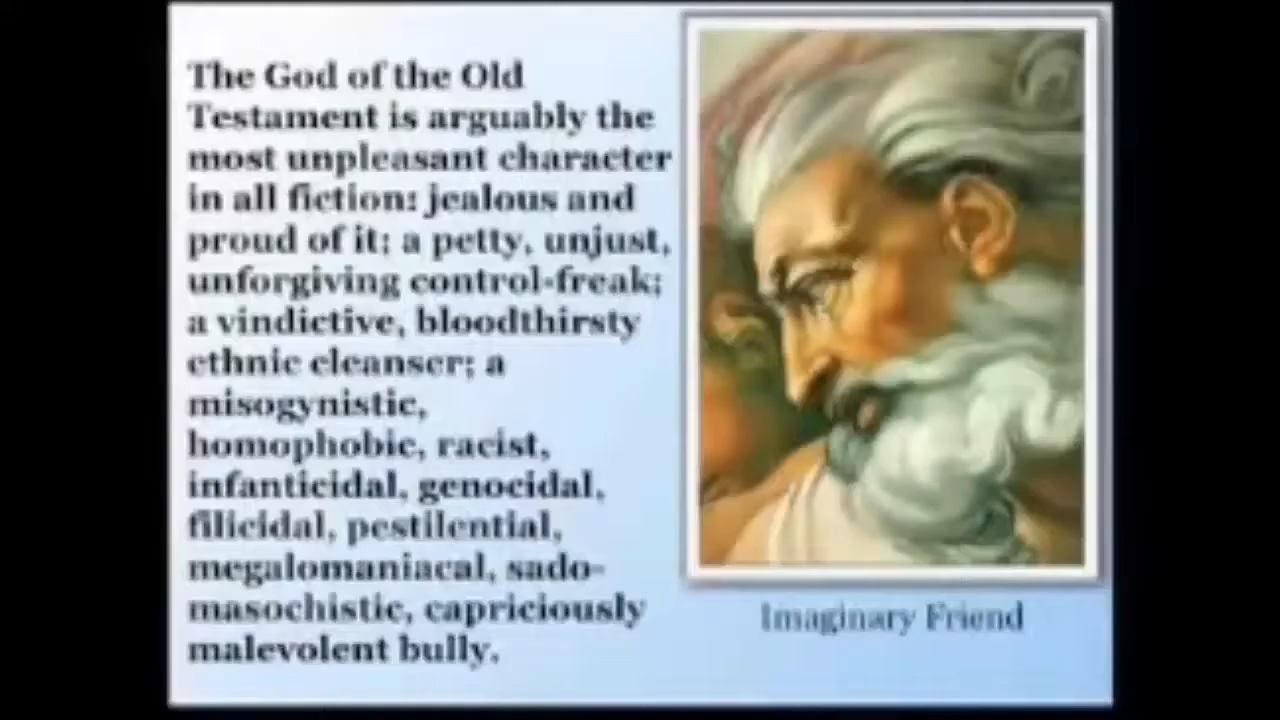 The God of the Old
Testament is arguably the
most unpleasant character
in all fiction: jealous and
proud of it; a petty, unjust,
unforgiving control-freak;
a vindictive, bloodthirsty
ethnic cleanser; a
misogynistic,
homophobic, racist,
infanticidal, genocidal,
filicidal, pestilential,
megalomaniacal, sado-
masochistic, capriciously
malevolent bully.
Imaginary Friend